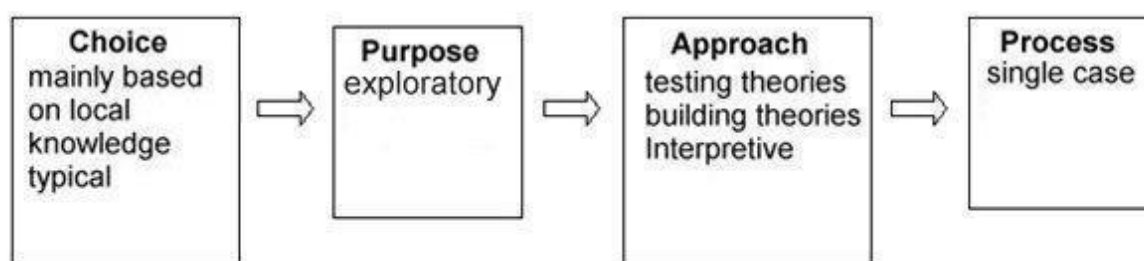 Choice
mainly based
on local
knowledge
typical
Purpose
exploratory
Approach
testing theories
building theories
Interpretive
Process
single case